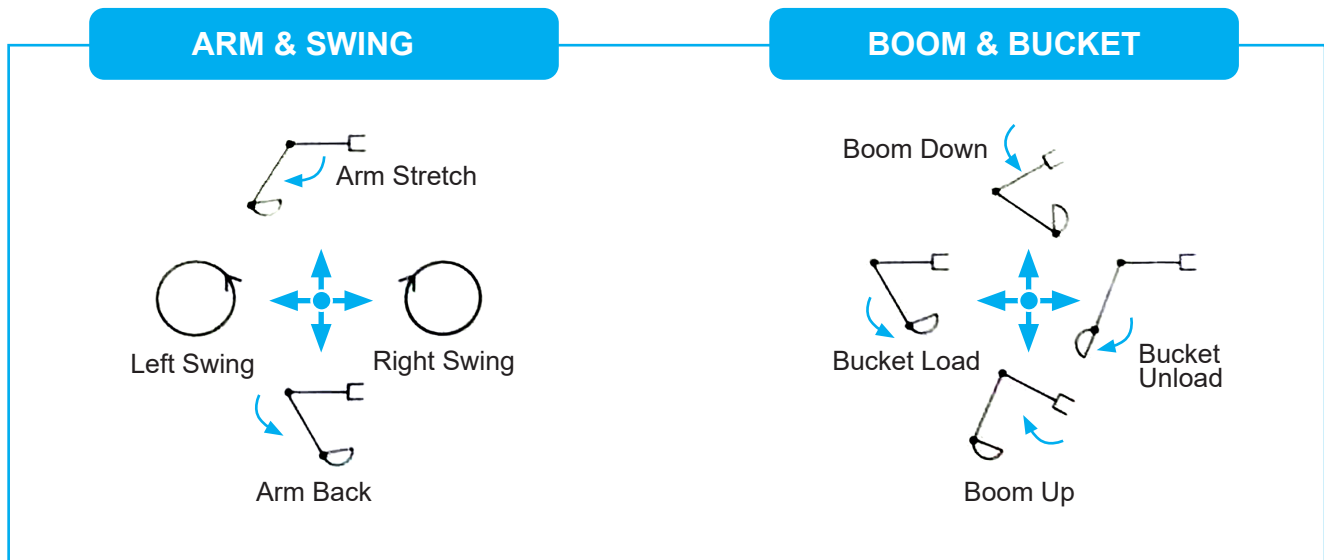 ARM & SWING
Arm Stretch
Left Swing
Right Swing
Arm Back
BOOM & BUCKET
Boom Down
Bucket Load
Bucket
Unload
Boom Up